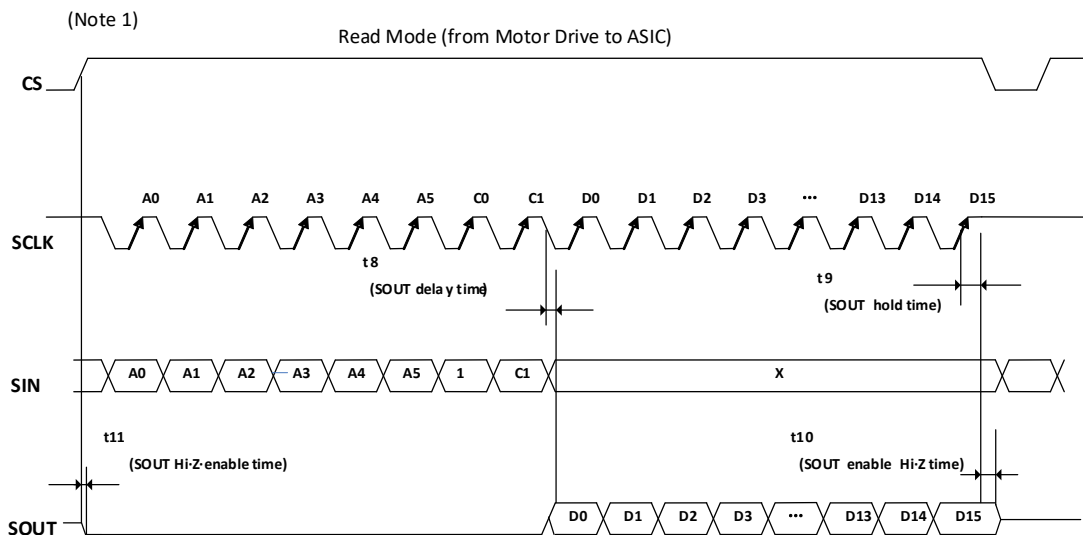 (Note 1)
Read Mode (from Motor Drive to ASIC)
CS
A0 A1 A2 A3 A4 A5 C0 C1 D0 D1 D2 D3 ••• D13 D14 D15
SCLK
t8
(SOUT delay time)
t9
(SOUT hold time)
SIN
A0 A1 A2 A3 A4 A5 1 C1 X
t11
(SOUT Hi-Z-enable time)
t10
(SOUT enable Hi-Z time)
SOUT
D0 D1 D2 D3 ••• D13 D14 D15